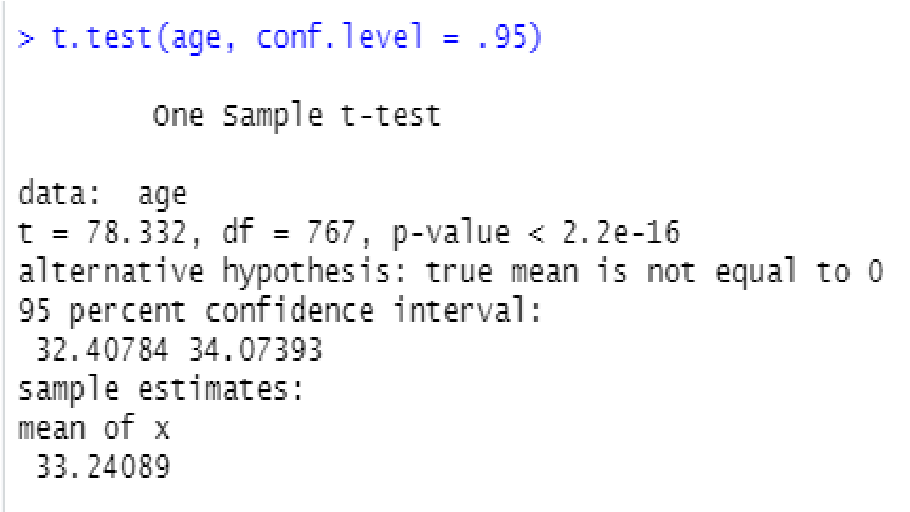 > t.test(age, conf.level = .95)
One Sample t-test
data: age
t = 78.332, df = 767, p-value < 2.2e-16
alternative hypothesis: true mean is not equal to 0
95 percent confidence interval:
32.40784 34.07393
sample estimates:
mean of x
33.24089